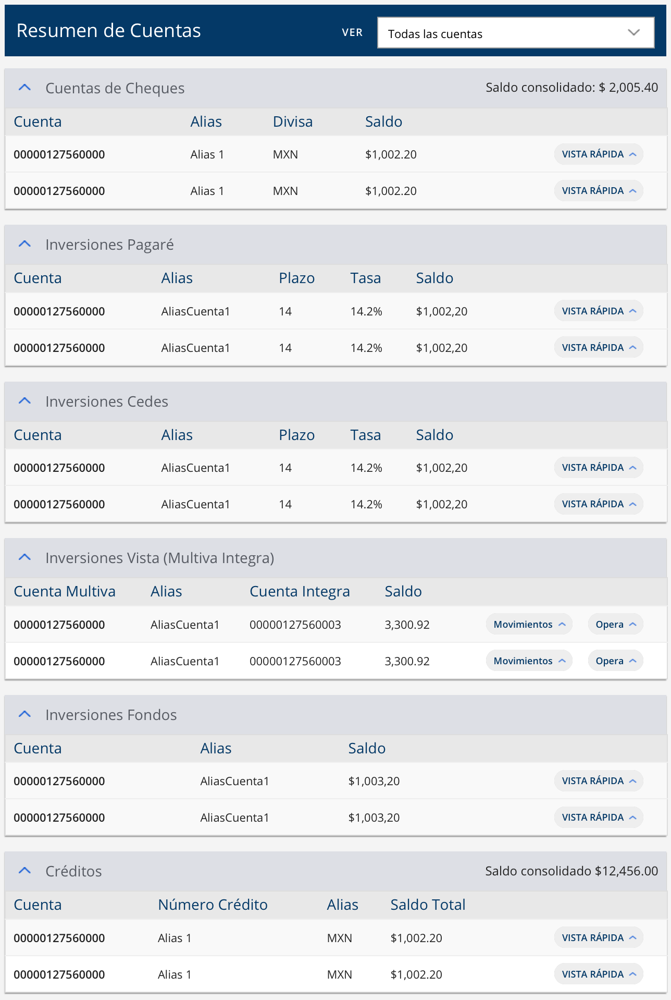 Resumen de Cuentas VER Todas las cuentas
Cuentas de Cheques Saldo consolidado: $ 2,005.40
Cuenta Alias Divisa Saldo
00000127560000 Alias 1 MXN $1,002.20 VISTA RÁPIDA
00000127560000 Alias 1 MXN $1,002.20 VISTA RÁPIDA
Inversiones Pagaré
Cuenta Alias Plazo Tasa Saldo
00000127560000 AliasCuenta1 14 14.2% $1,002,20 VISTA RÁPIDA
00000127560000 AliasCuenta1 14 14.2% $1,002,20 VISTA RÁPIDA
Inversiones Cedes
Cuenta Alias Plazo Tasa Saldo
00000127560000 AliasCuenta1 14 14.2% $1,002,20 VISTA RÁPIDA
00000127560000 AliasCuenta1 14 14.2% $1,002,20 VISTA RÁPIDA
Inversiones Vista (Multiva Integra)
Cuenta Multiva Alias Cuenta Integra Saldo
00000127560000 AliasCuenta1 00000127560003 3,300.92 Movimientos Opera
00000127560000 AliasCuenta1 00000127560003 3,300.92 Movimientos Opera
Inversiones Fondos
Cuenta Alias Saldo
00000127560000 AliasCuenta1 $1,003,20 VISTA RÁPIDA
00000127560000 AliasCuenta1 $1,003,20 VISTA RÁPIDA
Créditos Saldo consolidado $12,456.00
Cuenta Número Crédito Alias Saldo Total
00000127560000 Alias 1 MXN $1,002.20 VISTA RÁPIDA
00000127560000 Alias 1 MXN $1,002.20 VISTA RÁPIDA